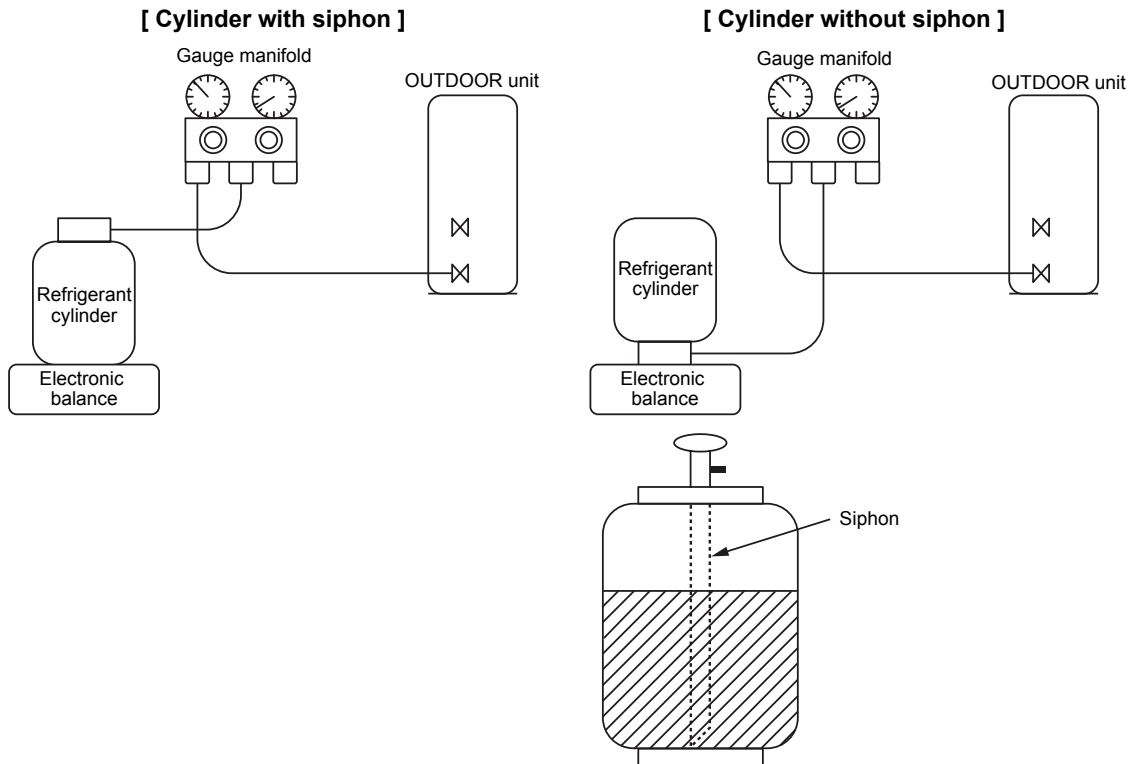 [ Cylinder with siphon ]
Gauge manifold
OUTDOOR unit
Refrigerant
cylinder
Electronic
balance
[ Cylinder without siphon ]
Gauge manifold
OUTDOOR unit
Refrigerant
cylinder
Electronic
balance
Siphon